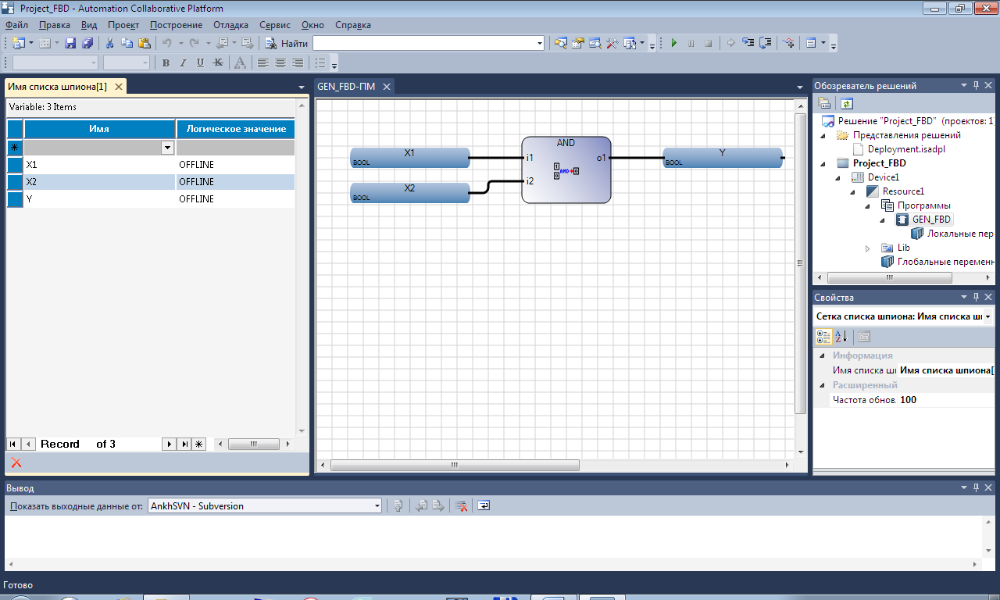 Project_FBD - Automation Collaborative Platform
Файл Правка Вид Проект Построение Отладка Сервис Окно Справка
Найти
B I U K A
Имя списка шпиона[1]
Variable: 3 Items
Имя Логическое значение
X1 OFFLINE
X2 OFFLINE
Y OFFLINE
Record of 3
GEN_FBD-ПМ
X1
BOOL
X2
BOOL
AND
i1 o1
i2
1
0
AND
0
Y
BOOL
Обозреватель решений
Решение "Project_FBD" (проектов: 1
Представления решений
Deployment.isadpl
Project_FBD
Device1
Resource1
Программы
GEN_FBD
Локальные пер
Lib
Глобальные перемен
Свойства
Сетка списка шпиона: Имя списка ш
Информация
Имя списка ш Имя списка шпиона[
Расширенный
Частота обнов. 100
Вывод
Показать выходные данные от: AnkhSVN - Subversion
Готово